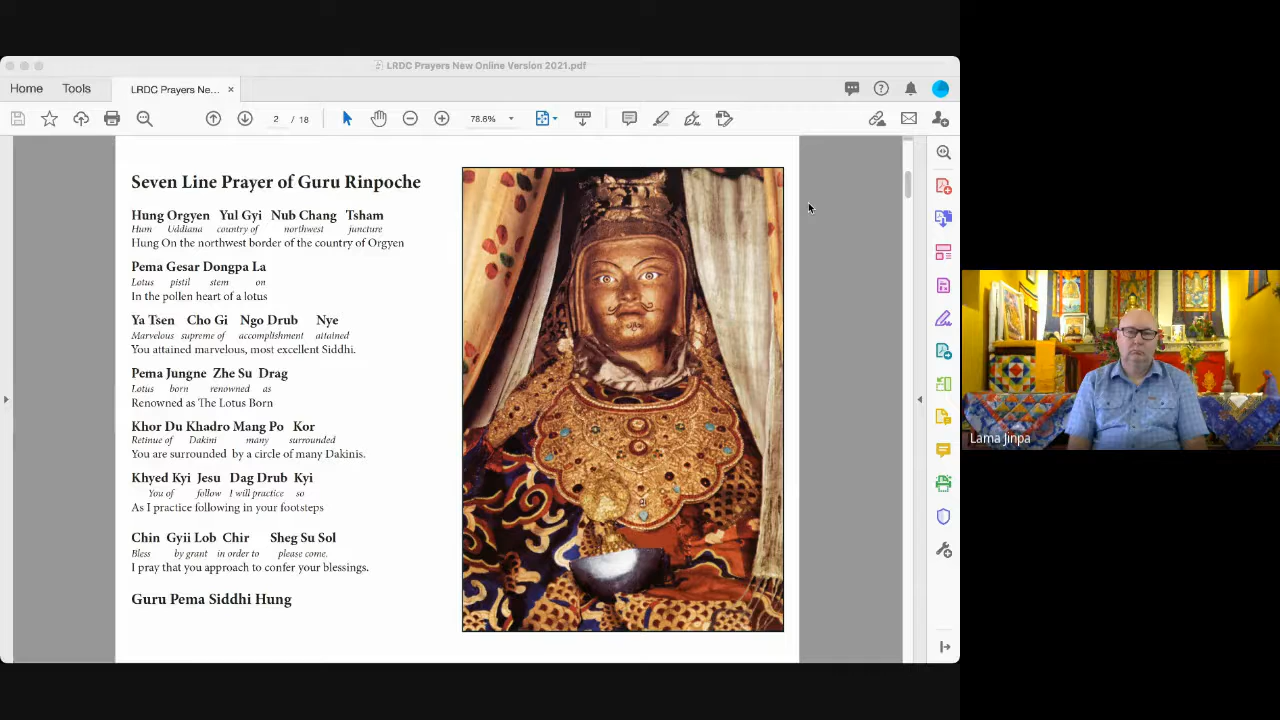 LRDC Prayers New Online Version 2021.pdf
Home Tools LRDC Prayers Ne... ×
2 / 18 78.6%
Seven Line Prayer of Guru Rinpoche
Hung Orgyen Yul Gyi Nub Chang Tsham
Hum Uddiana country of northwest juncture
Hung On the northwest border of the country of Orgyen
Pema Gesar Dongpa La
Lotus pistil stem on
In the pollen heart of a lotus
Ya Tsen Cho Gi Ngo Drub Nye
Marvelous supreme of accomplishment attained
You attained marvelous, most excellent Siddhi.
Pema Jungne Zhe Su Drag
Lotus born renowned as
Renowned as The Lotus Born
Khor Du Khadro Mang Po Kor
Retinue of Dakini many surrounded
You are surrounded by a circle of many Dakinis.
Khyed Kyi Jesu Dag Drub Kyi
You of follow I will practice so
As I practice following in your footsteps
Chin Gyii Lob Chir Sheg Su Sol
Bless by grant in order to please come.
I pray that you approach to confer your blessings.
Guru Pema Siddhi Hung
Lama Jinpa